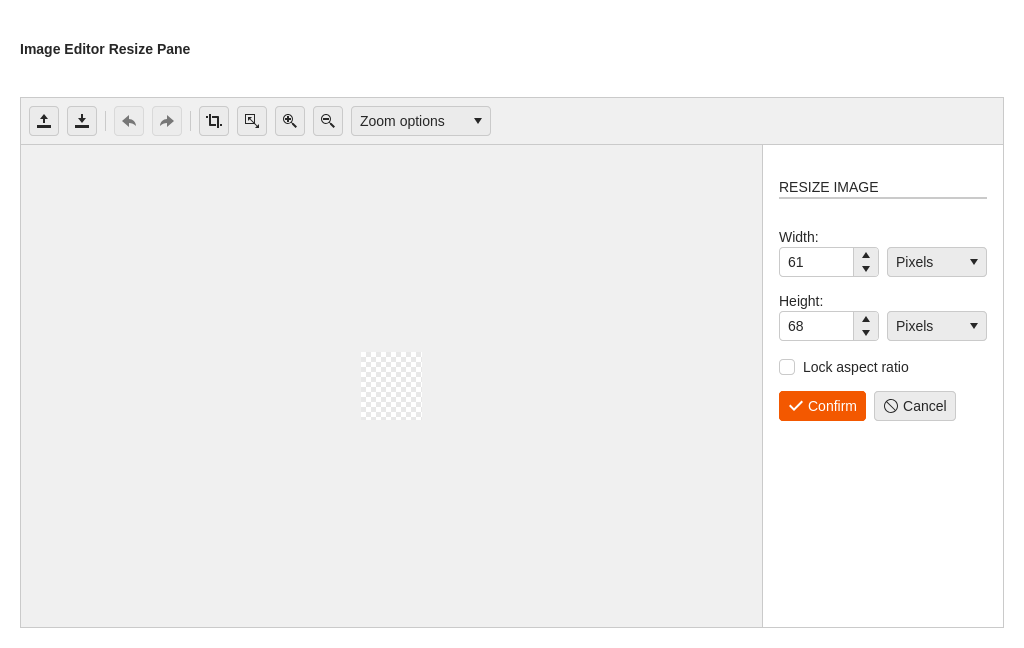 Image Editor Resize Pane
Zoom options
RESIZE IMAGE
Width:
61 Pixels
Height:
68 Pixels
Lock aspect ratio
Confirm Cancel